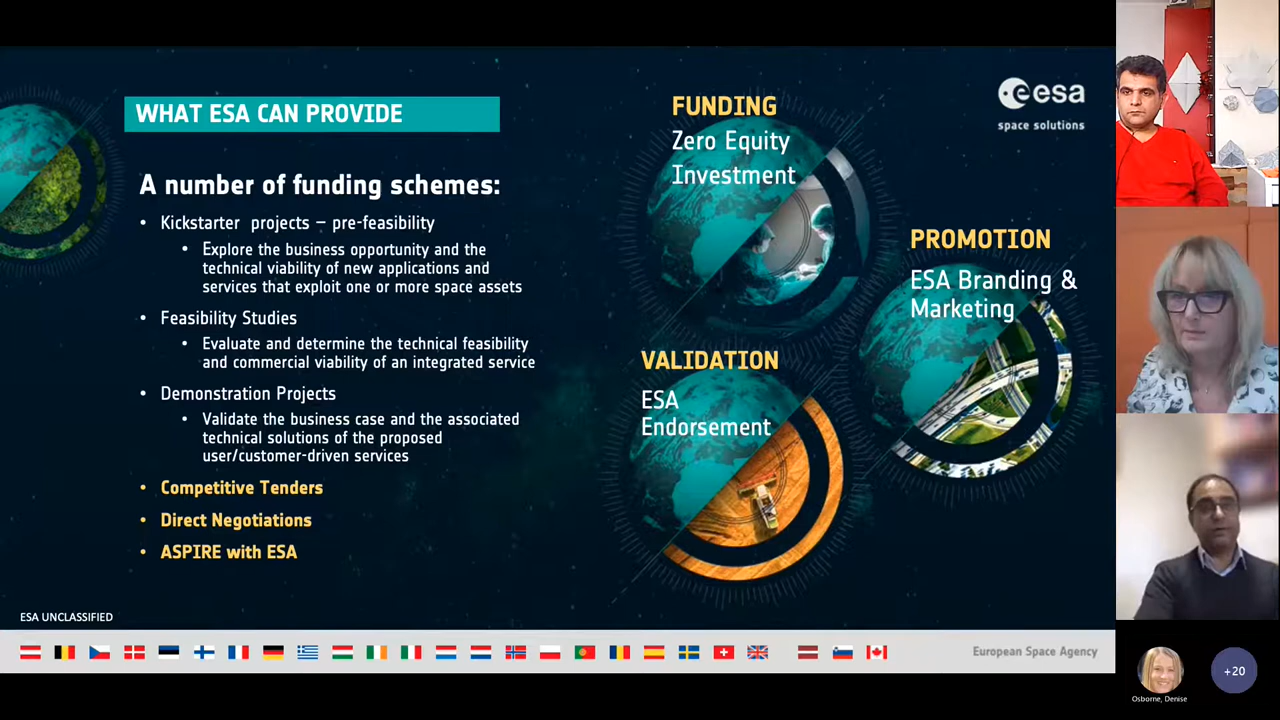 WHAT ESA CAN PROVIDE
A number of funding schemes:
• Kickstarter projects – pre-feasibility
• Explore the business opportunity and the
technical viability of new applications and
services that exploit one or more space assets
• Feasibility Studies
• Evaluate and determine the technical feasibility
and commercial viability of an integrated service
• Demonstration Projects
• Validate the business case and the associated
technical solutions of the proposed
user/customer-driven services
• Competitive Tenders
• Direct Negotiations
• ASPIRE with ESA
FUNDING
Zero Equity
Investment
PROMOTION
ESA Branding &
Marketing
VALIDATION
ESA
Endorsement
esa
space solutions
ESA UNCLASSIFIED
European Space Agency
Osborne, Denise
+20